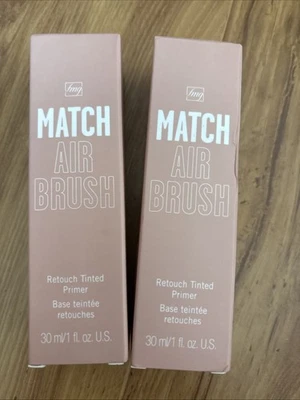 fmg
MATCH
AIR
BRUSH
Retouch Tinted
Primer
Base teintée
retouches
30 ml/1 fl. oz. U.S.
fmg
MATCH
AIR
BRUSH
Retouch Tinted
Primer
Base teintée
retouches
30 ml/1 fl. oz. U.S.